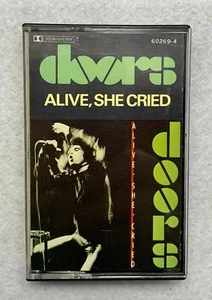 60269-4
doors
ALIVE, SHE CRIED
ALIVE·SHE·CRIED
doors